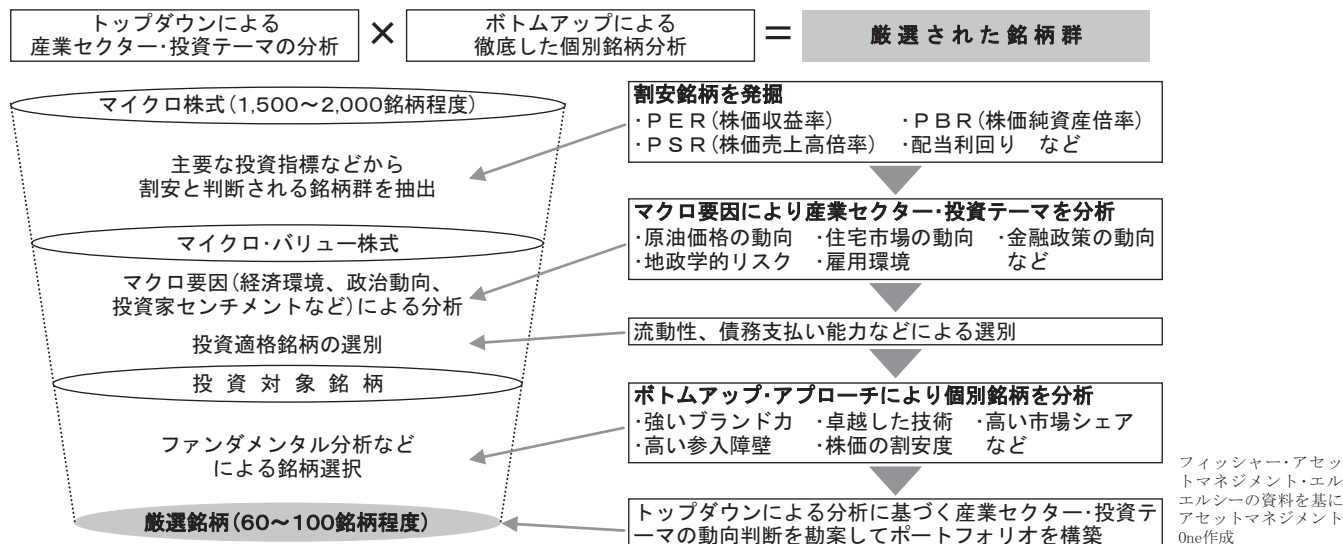 トップダウンによる
産業セクター・投資テーマの分析
×
ボトムアップによる
徹底した個別銘柄分析
=
厳選された銘柄群
マイクロ株式(1,500～2,000銘柄程度)
主要な投資指標などから
割安と判断される銘柄群を抽出
マイクロ・バリュー株式
マクロ要因(経済環境、政治動向、
投資家センチメントなど)による分析
投資適格銘柄の選別
投資対象銘柄
ファンダメンタル分析など
による銘柄選択
厳選銘柄(60～100銘柄程度)
割安銘柄を発掘
・PER(株価収益率) ・PBR(株価純資産倍率)
・PSR(株価売上高倍率) ・配当利回り など
マクロ要因により産業セクター・投資テーマを分析
・原油価格の動向 ・住宅市場の動向 ・金融政策の動向
・地政学的リスク ・雇用環境 など
流動性、債務支払い能力などによる選別
ボトムアップ・アプローチにより個別銘柄を分析
・強いブランド力 ・卓越した技術 ・高い市場シェア
・高い参入障壁 ・株価の割安度 など
トップダウンによる分析に基づく産業セクター・投資テ
ーマの動向判断を勘案してポートフォリオを構築
フィッシャー・アセッ
トマネジメント・エル
エルシーの資料を基に
アセットマネジメント
One作成